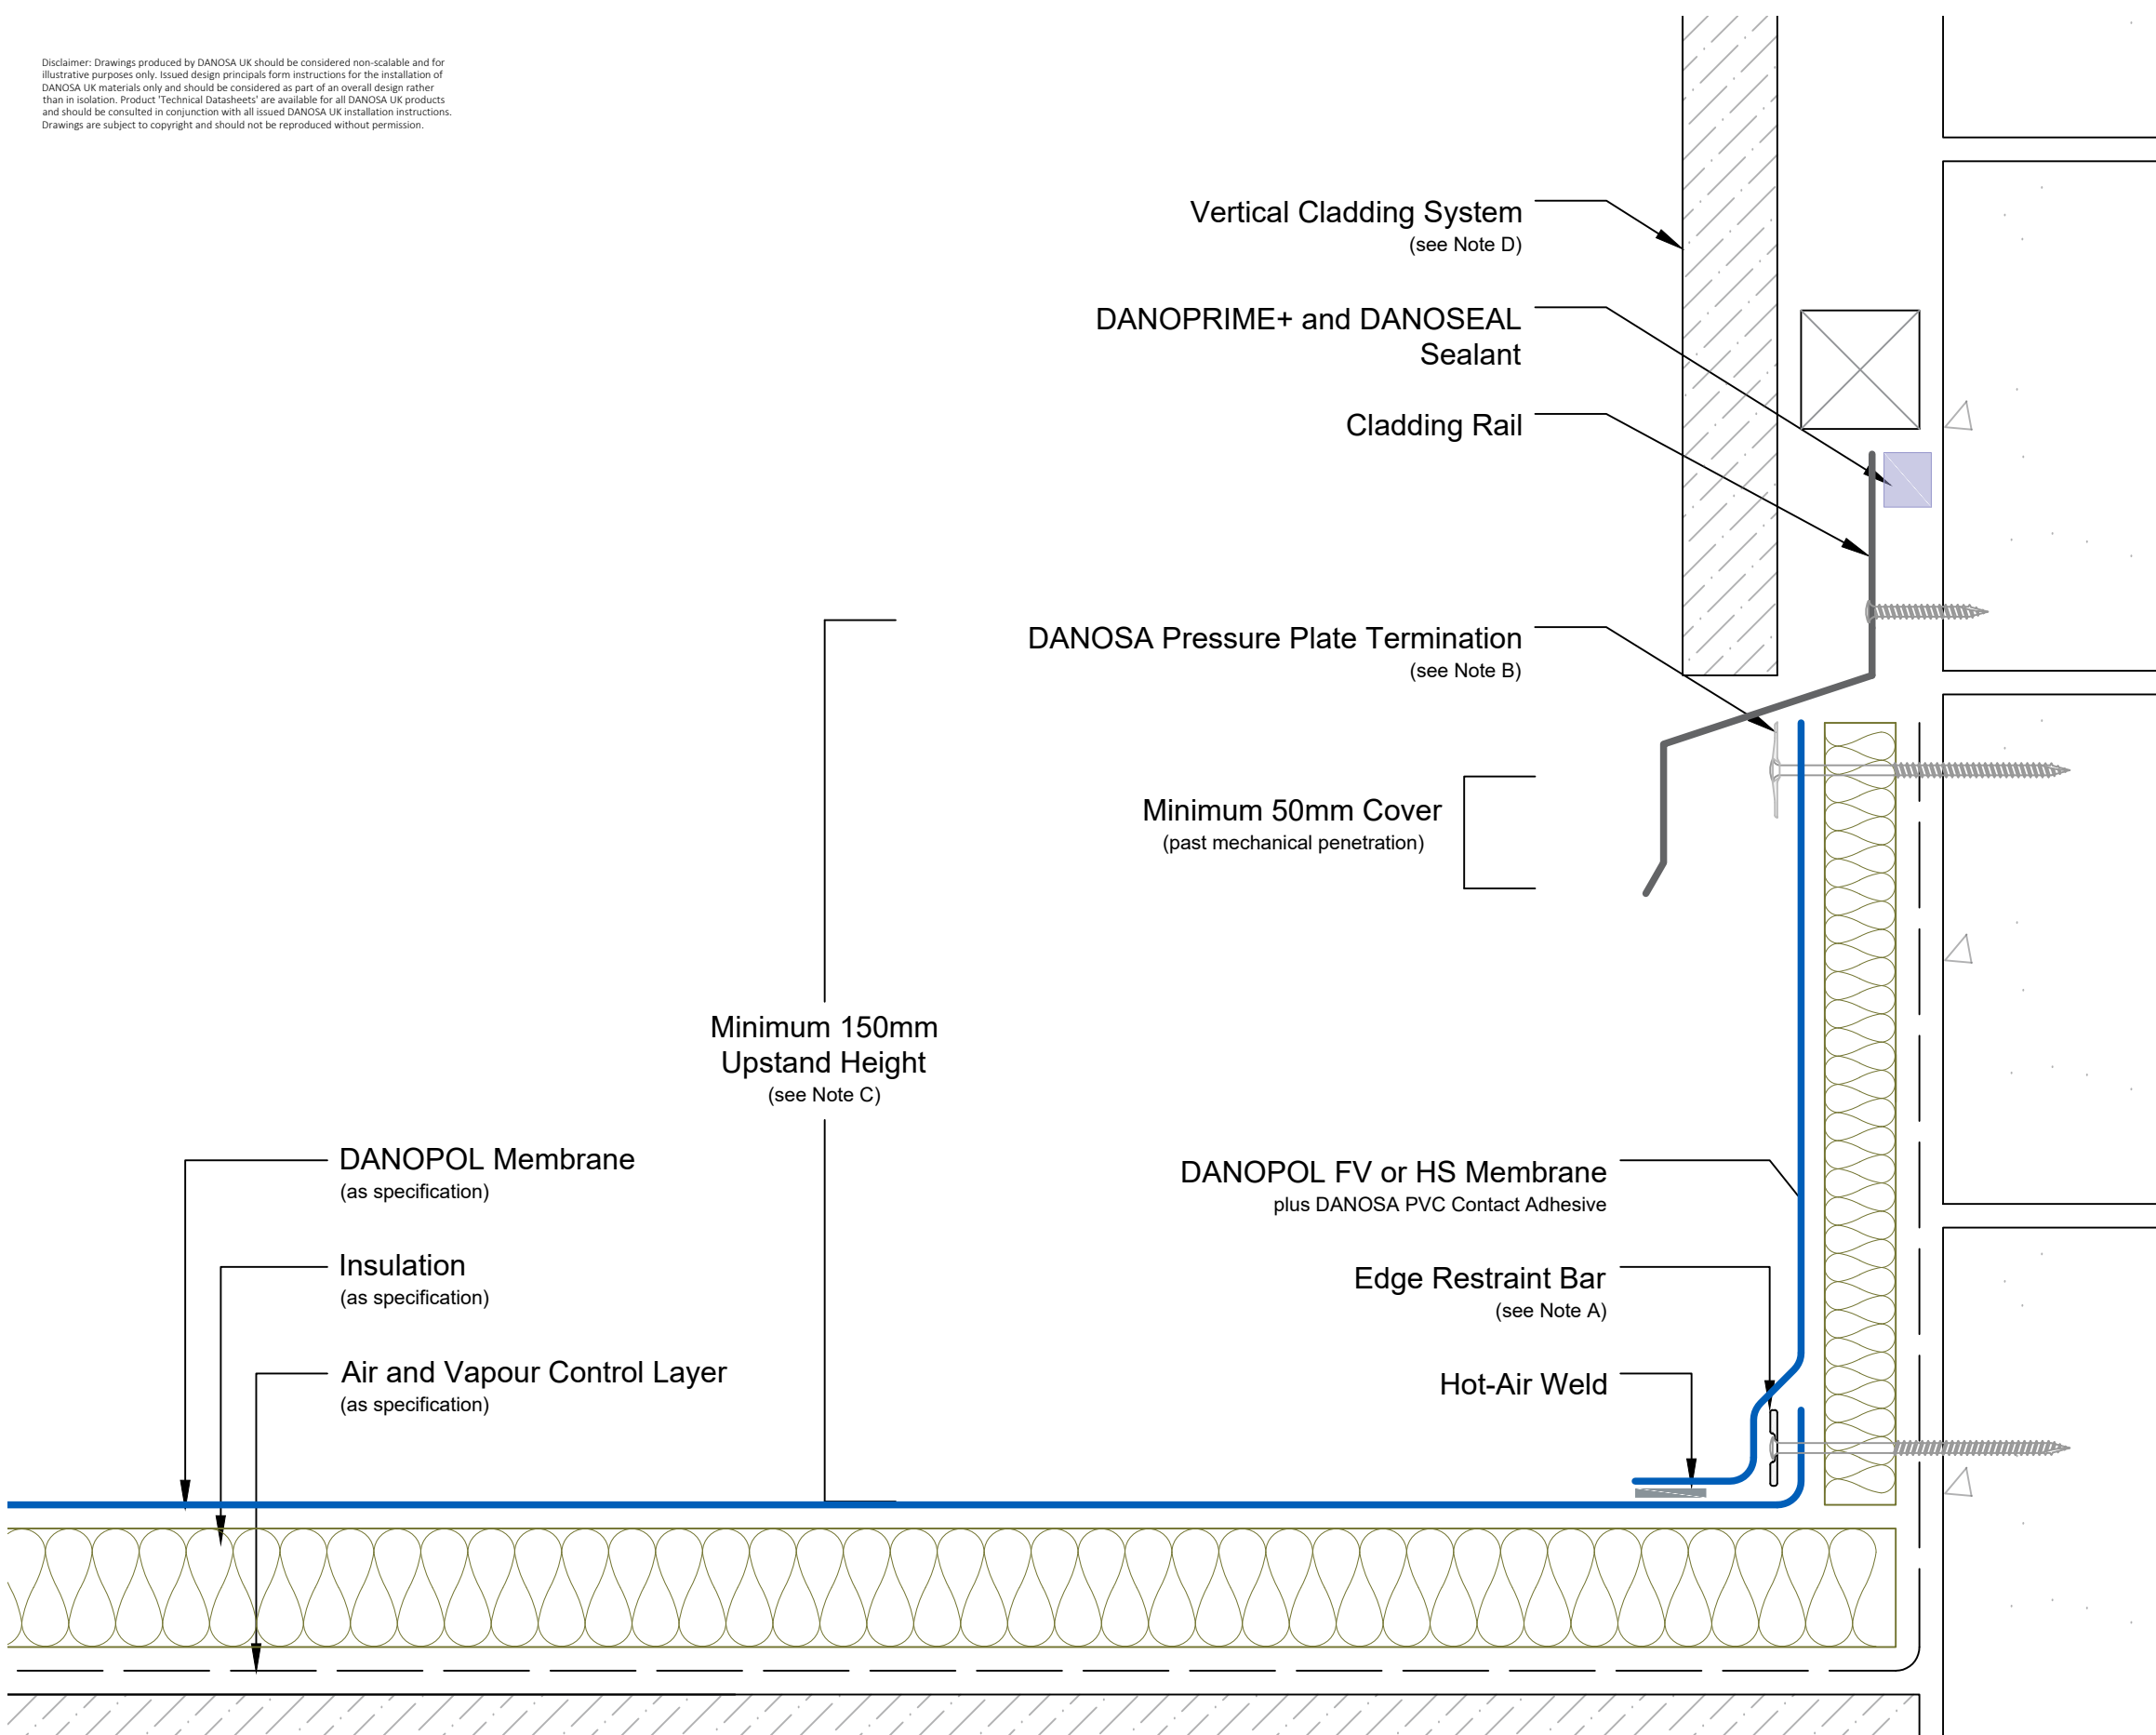 Disclaimer: Drawings produced by DANOSA UK should be considered non-scalable and for
illustrative purposes only. Issued design principals form instructions for the installation of
DANOSA UK materials only and should be considered as part of an overall design rather
than in isolation. Product 'Technical Datasheets' are available for all DANOSA UK products
and should be consulted in conjunction with all issued DANOSA UK installation instructions.
Drawings are subject to copyright and should not be reproduced without permission.
Vertical Cladding System
(see Note D)
DANOPRIME+ and DANOSEAL
Sealant
Cladding Rail
DANOSA Pressure Plate Termination
(see Note B)
Minimum 50mm Cover
(past mechanical penetration)
Minimum 150mm
Upstand Height
(see Note C)
DANOPOL Membrane
(as specification)
Insulation
(as specification)
Air and Vapour Control Layer
(as specification)
DANOPOL FV or HS Membrane
plus DANOSA PVC Contact Adhesive
Edge Restraint Bar
(see Note A)
Hot-Air Weld